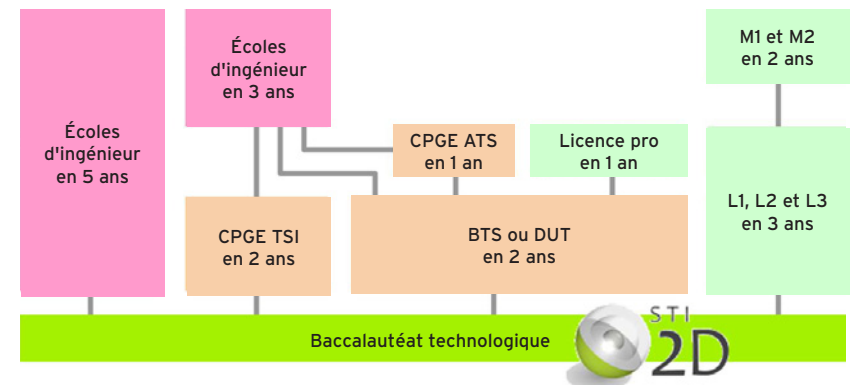 Écoles
d'ingénieur
en 5 ans
Écoles
d'ingénieur
en 3 ans
CPGE TSI
en 2 ans
CPGE ATS
en 1 an
Licence pro
en 1 an
BTS ou DUT
en 2 ans
M1 et M2
en 2 ans
L1, L2 et L3
en 3 ans
Baccalautéat technologique
STI
2D